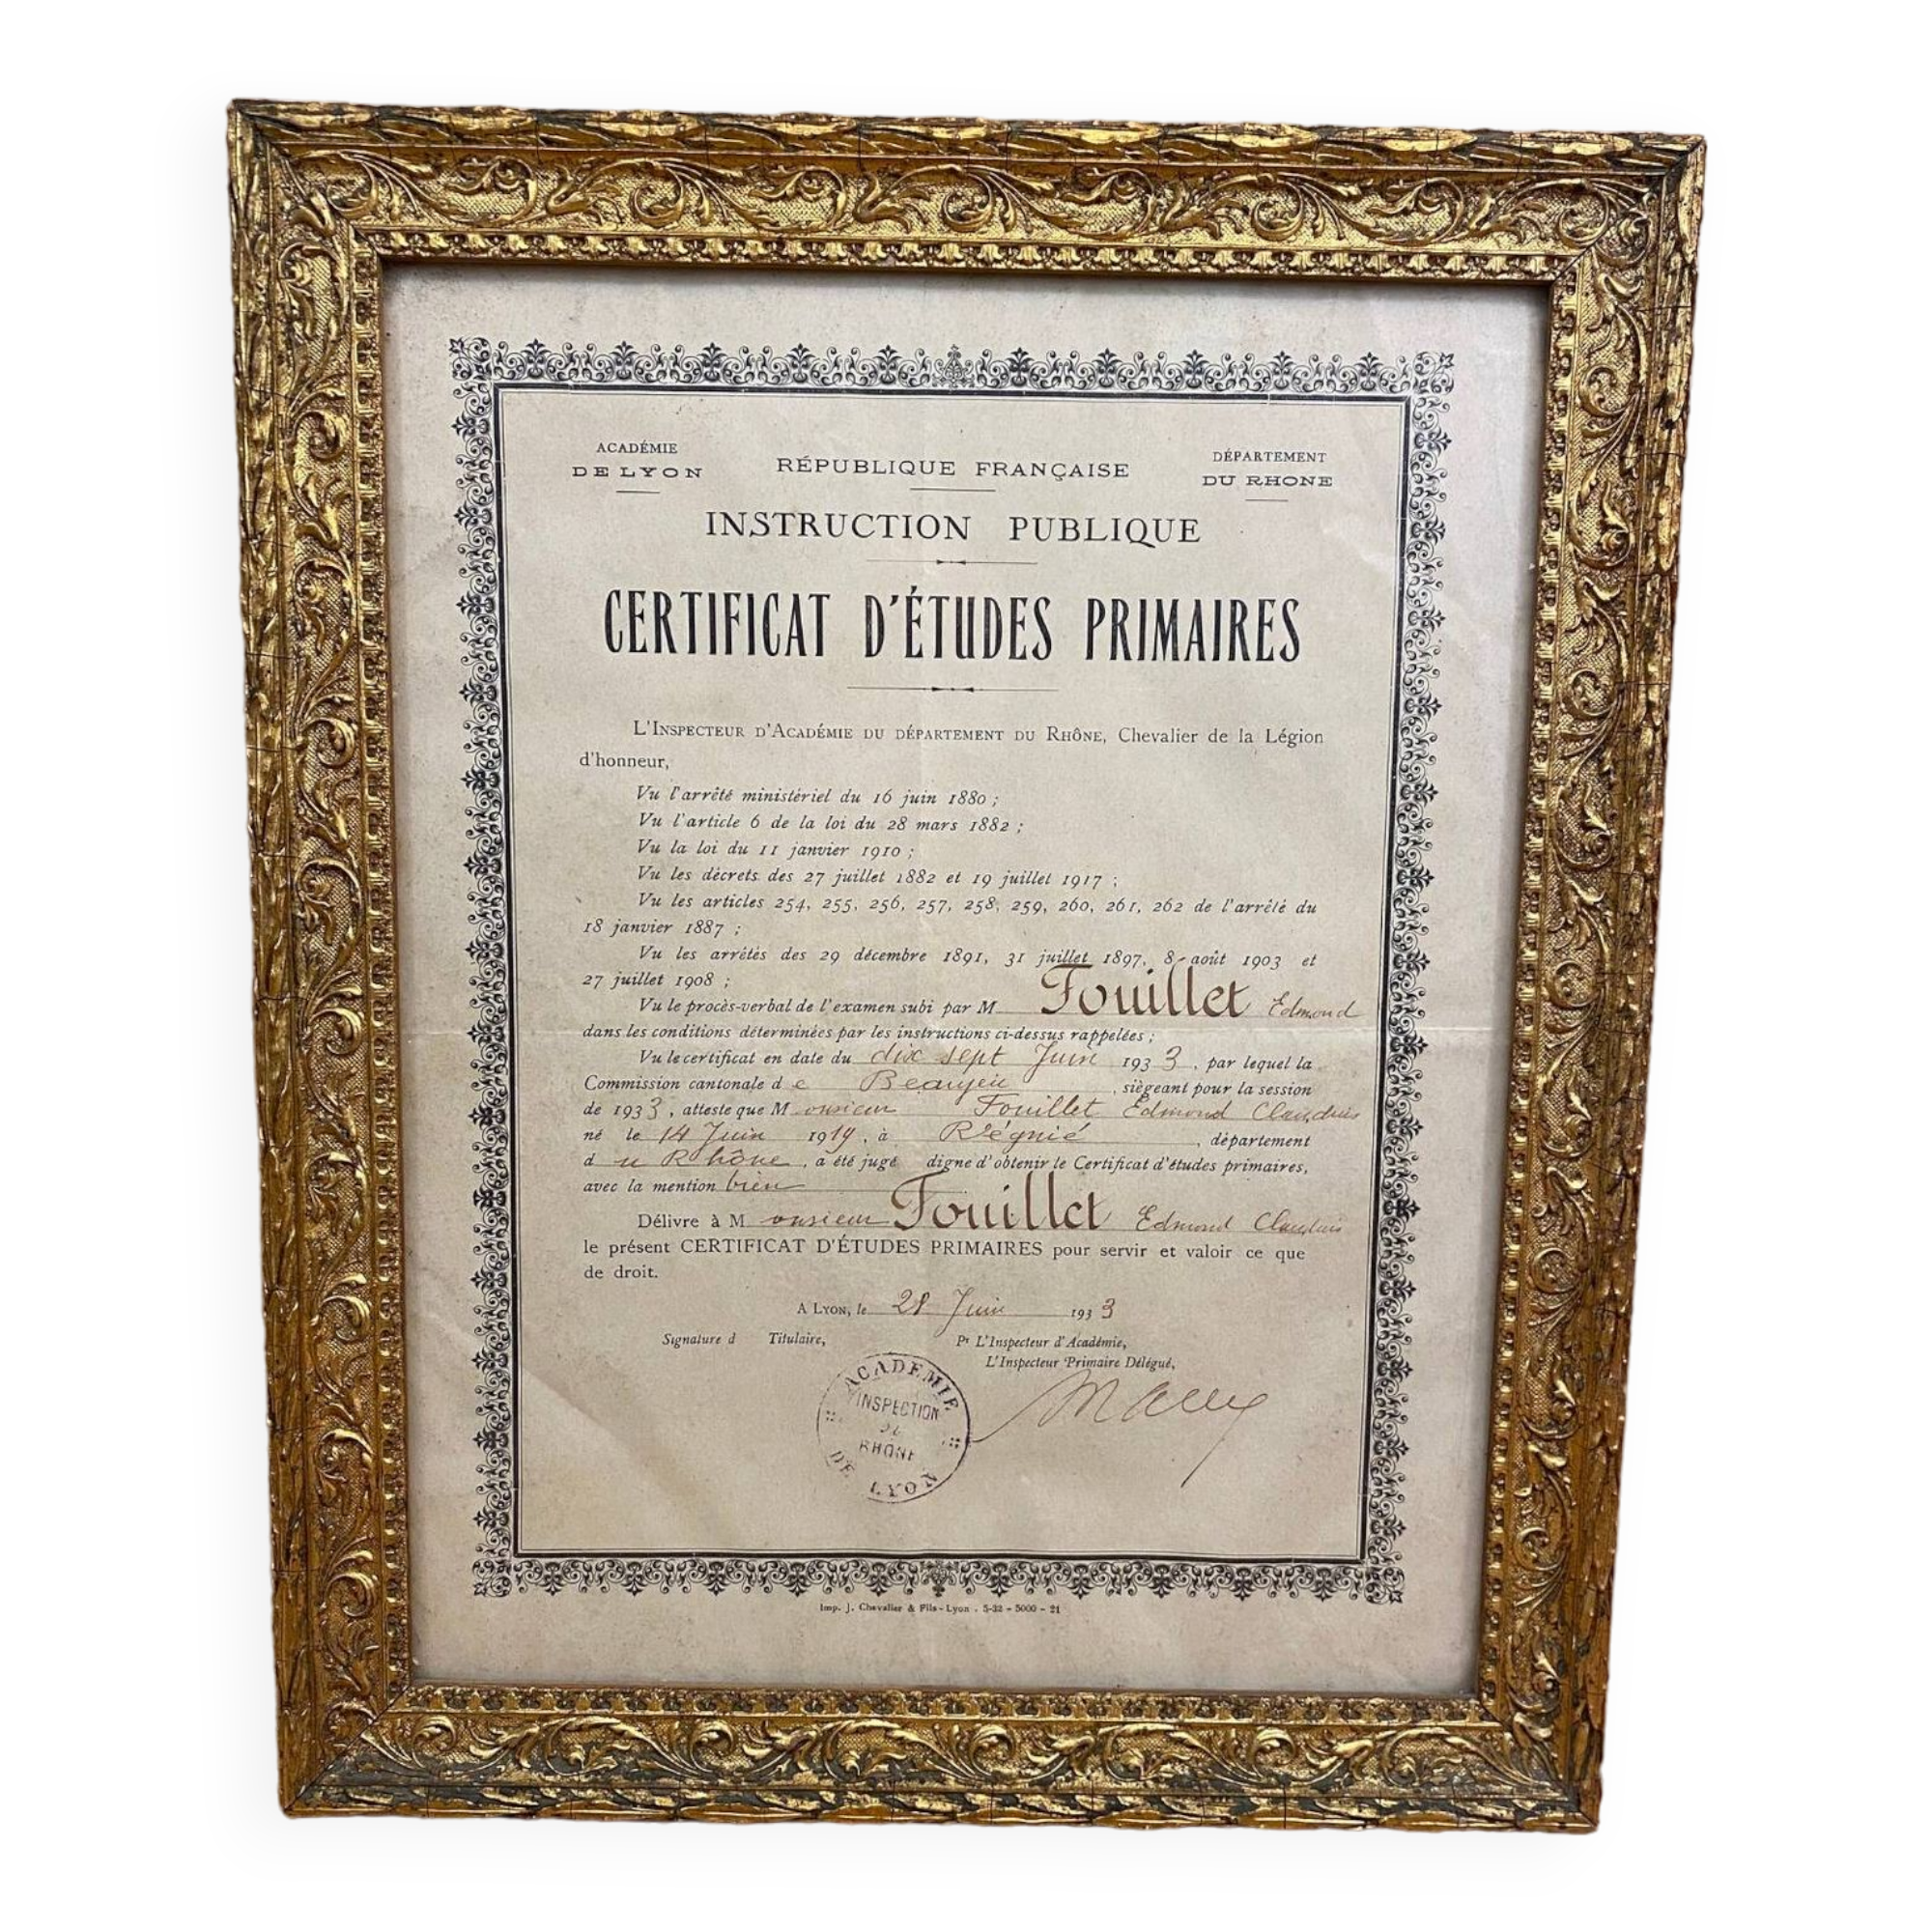 ACADÉMIE
DE LYON
RÉPUBLIQUE FRANÇAISE
DÉPARTEMENT
DU RHONE
INSTRUCTION PUBLIQUE
CERTIFICAT D'ÉTUDES PRIMAIRES
L'Inspecteur d'Académie du département du Rhône, Chevalier de la Légion
d'honneur,
Vu l'arrêté ministériel du 16 juin 1880 ;
Vu l'article 6 de la loi du 28 mars 1882 ;
Vu la loi du 11 janvier 1910 ;
Vu les décrets des 27 juillet 1882 et 19 juillet 1917 ;
Vu les articles 254, 255, 256, 257, 258, 259, 260, 261, 262 de l'arrêté du
18 janvier 1887 ;
Vu les arrêtés des 29 décembre 1891, 31 juillet 1897, 8 août 1903 et
27 juillet 1908 ;
Vu le procès-verbal de l'examen subi par M Fouillet Edmond
dans les conditions déterminées par les instructions ci-dessus rappelées ;
Vu le certificat en date du dix sept Juin 1933, par lequel la
Commission cantonale de Beaujeu, siégeant pour la session
de 1933, atteste que Monsieur Fouillet Edmond Claudius
né le 14 Juin 1919, à Régnié, département
du Rhône, a été jugé digne d'obtenir le Certificat d'études primaires,
avec la mention bien
Délivre à Monsieur Fouillet Edmond Claudius
le présent CERTIFICAT D'ÉTUDES PRIMAIRES pour servir et valoir ce que
de droit.
A Lyon, le 28 Juin 1933
Signature d Titulaire,
Pr L'Inspecteur d'Académie,
L'Inspecteur Primaire Délégué,
ACADEMIE
INSPECTION
RHONE
DE LYON
Imp. J. Chevalier & Fils - Lyon . 5-32 - 5000 - 21